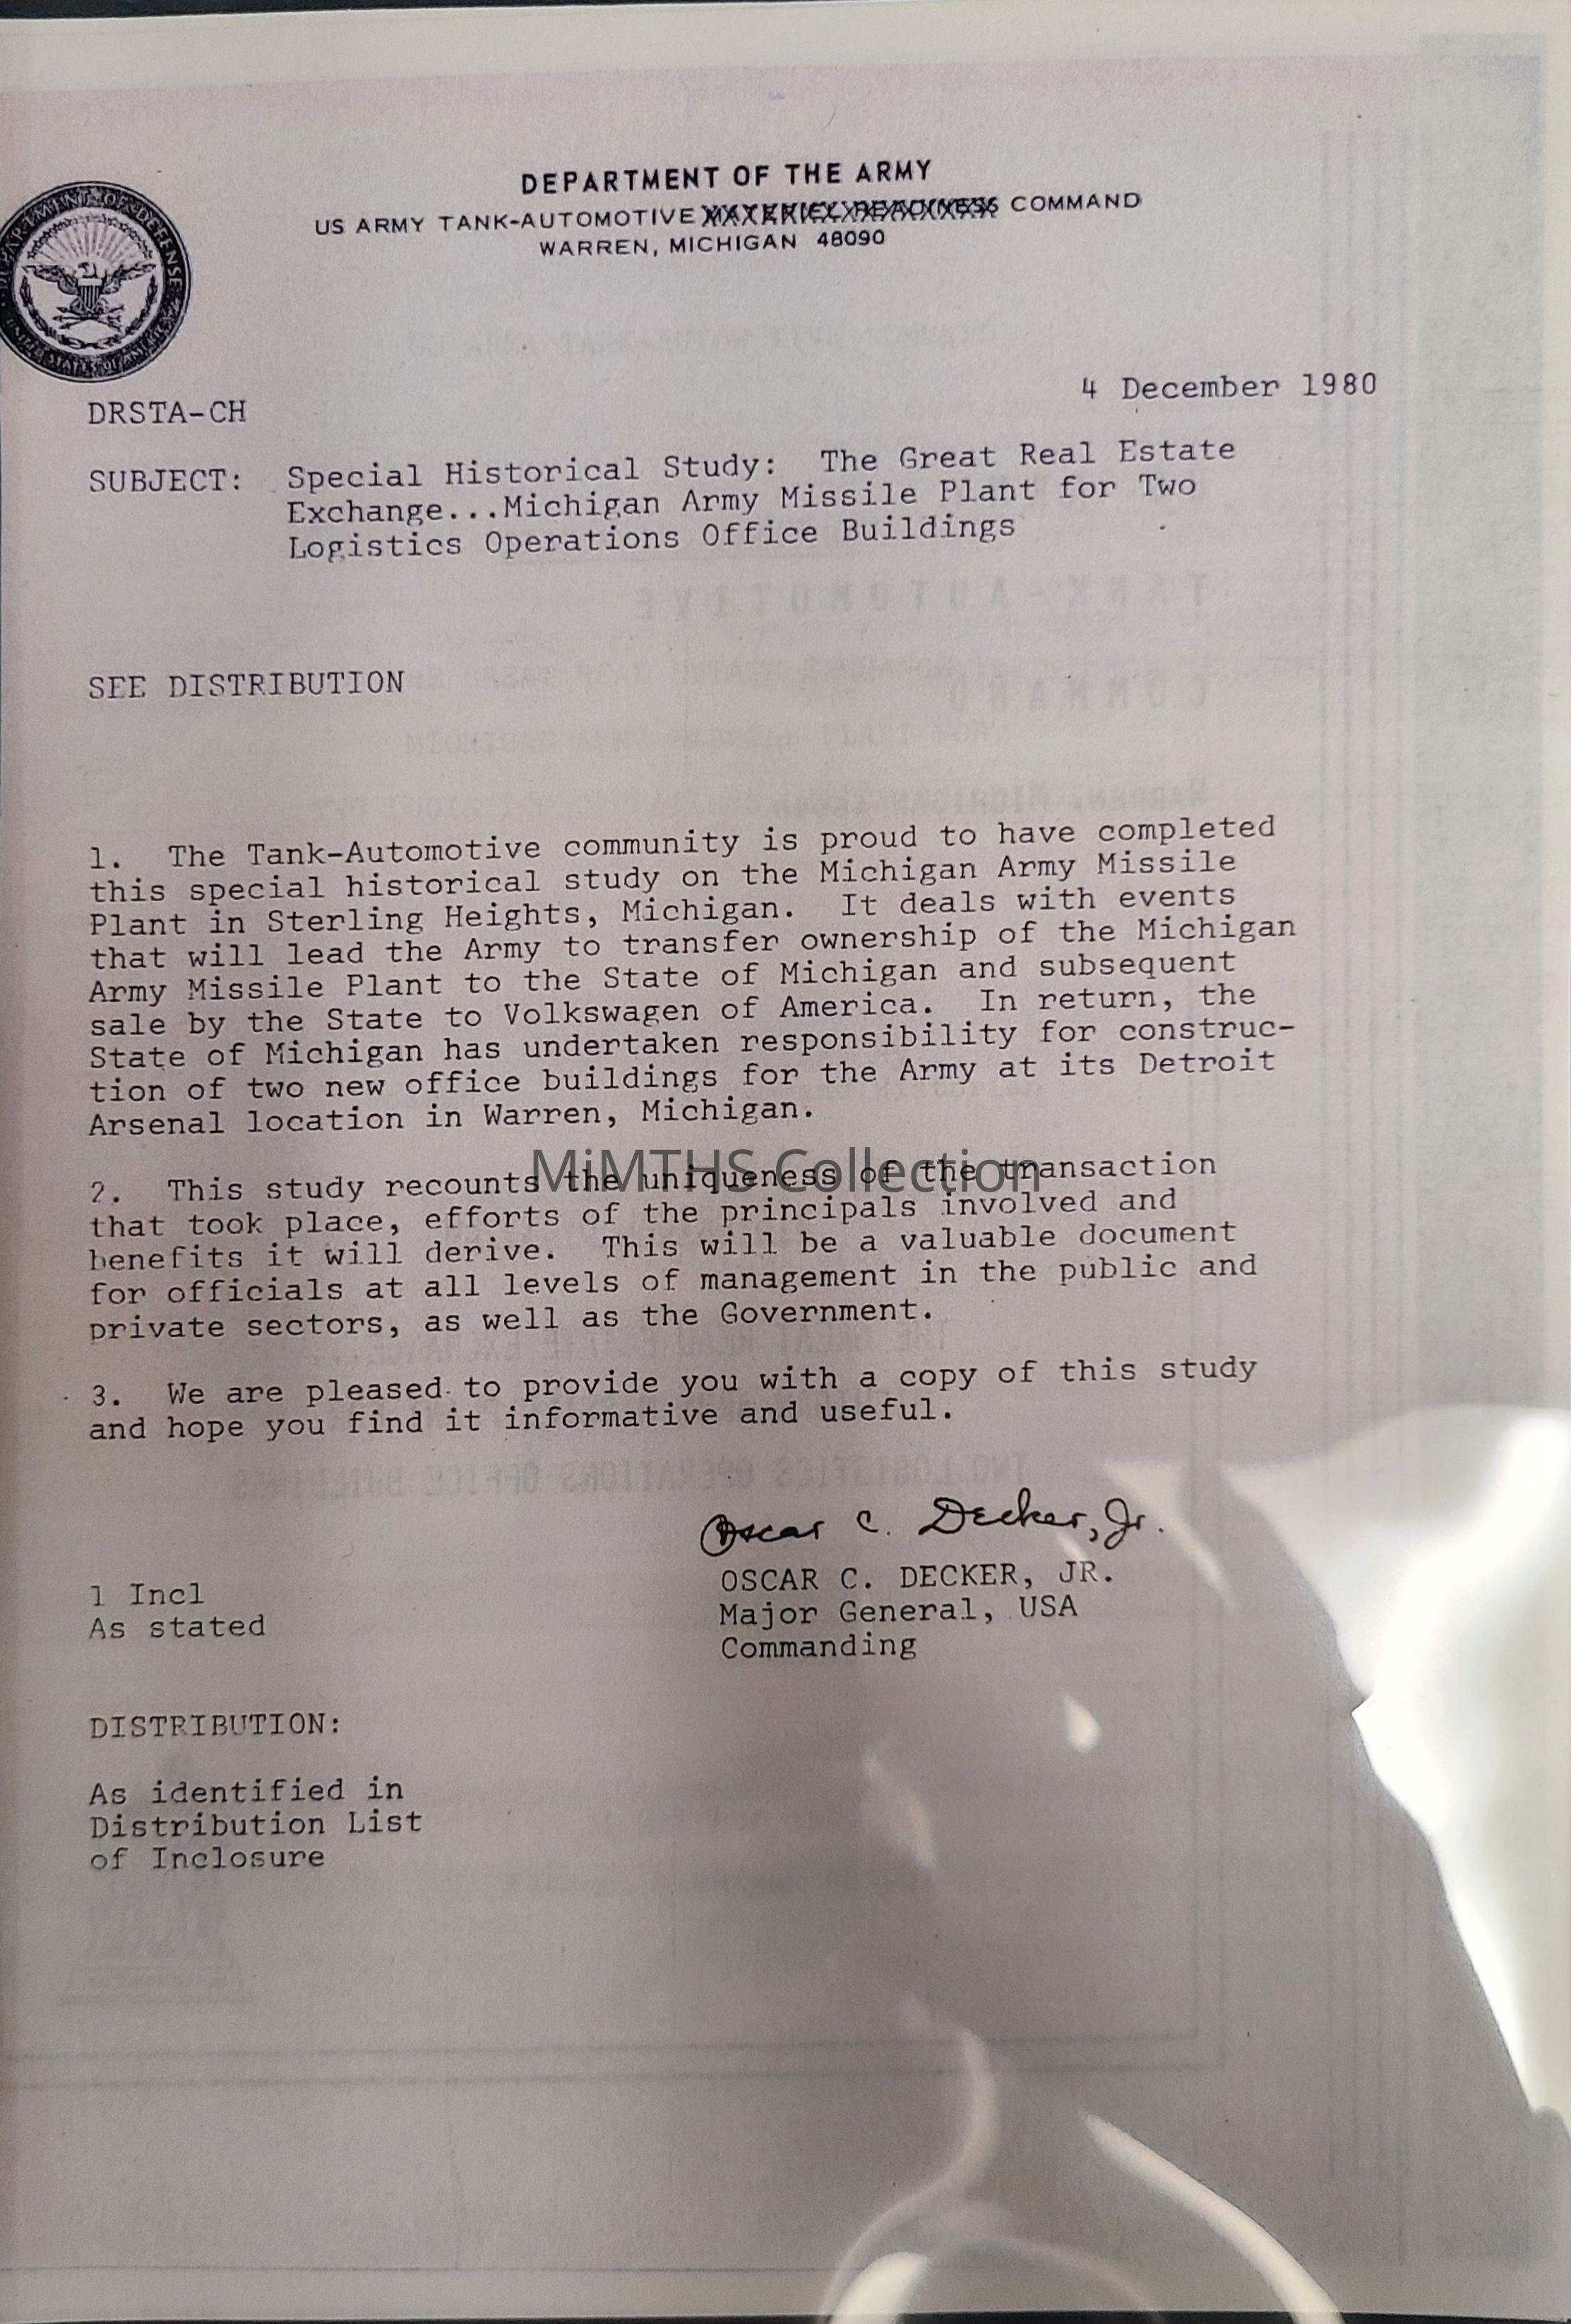 DEPARTMENT OF THE ARMY
US ARMY TANK-AUTOMOTIVE MATERIEL READINESS COMMAND
WARREN, MICHIGAN 48090
DEPARTMENT OF DEFENSE
UNITED STATES OF AMERICA
4 December 1980
DRSTA-CH
SUBJECT: Special Historical Study: The Great Real Estate
Exchange...Michigan Army Missile Plant for Two
Logistics Operations Office Buildings
SEE DISTRIBUTION
1. The Tank-Automotive community is proud to have completed
this special historical study on the Michigan Army Missile
Plant in Sterling Heights, Michigan. It deals with events
that will lead the Army to transfer ownership of the Michigan
Army Missile Plant to the State of Michigan and subsequent
sale by the State to Volkswagen of America. In return, the
State of Michigan has undertaken responsibility for construc-
tion of two new office buildings for the Army at its Detroit
Arsenal location in Warren, Michigan.
MiMTHS Collection
2. This study recounts the uniqueness of the transaction
that took place, efforts of the principals involved and
benefits it will derive. This will be a valuable document
for officials at all levels of management in the public and
private sectors, as well as the Government.
3. We are pleased to provide you with a copy of this study
and hope you find it informative and useful.
Oscar C. Decker, Jr.
OSCAR C. DECKER, JR.
Major General, USA
Commanding
1 Incl
As stated
DISTRIBUTION:
As identified in
Distribution List
of Inclosure